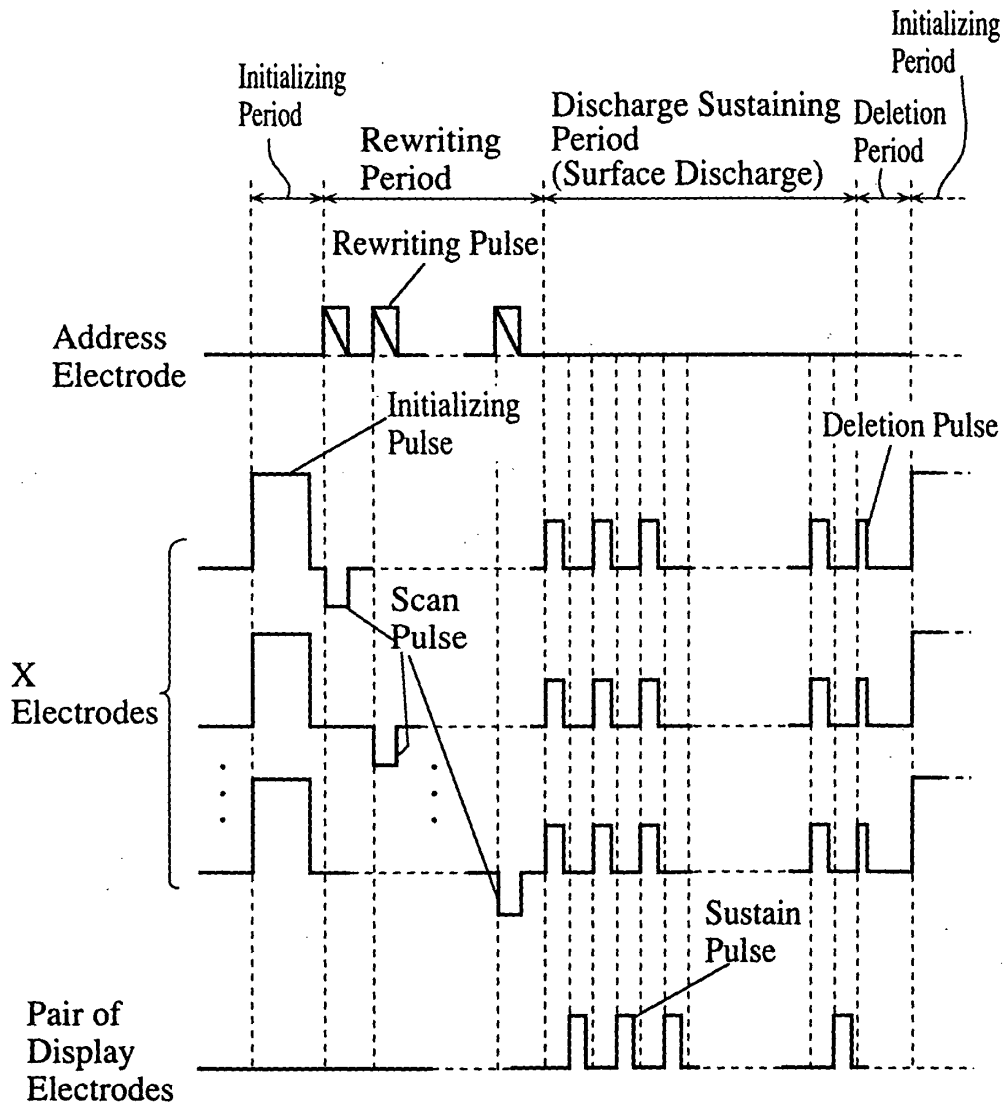 Initializing
Period
Initializing
Period
Rewriting
Period
Discharge Sustaining
Period
(Surface Discharge)
Deletion
Period
Rewriting Pulse
Address
Electrode
Initializing
Pulse
Deletion Pulse
Scan
Pulse
X
Electrodes
Sustain
Pulse
Pair of
Display
Electrodes